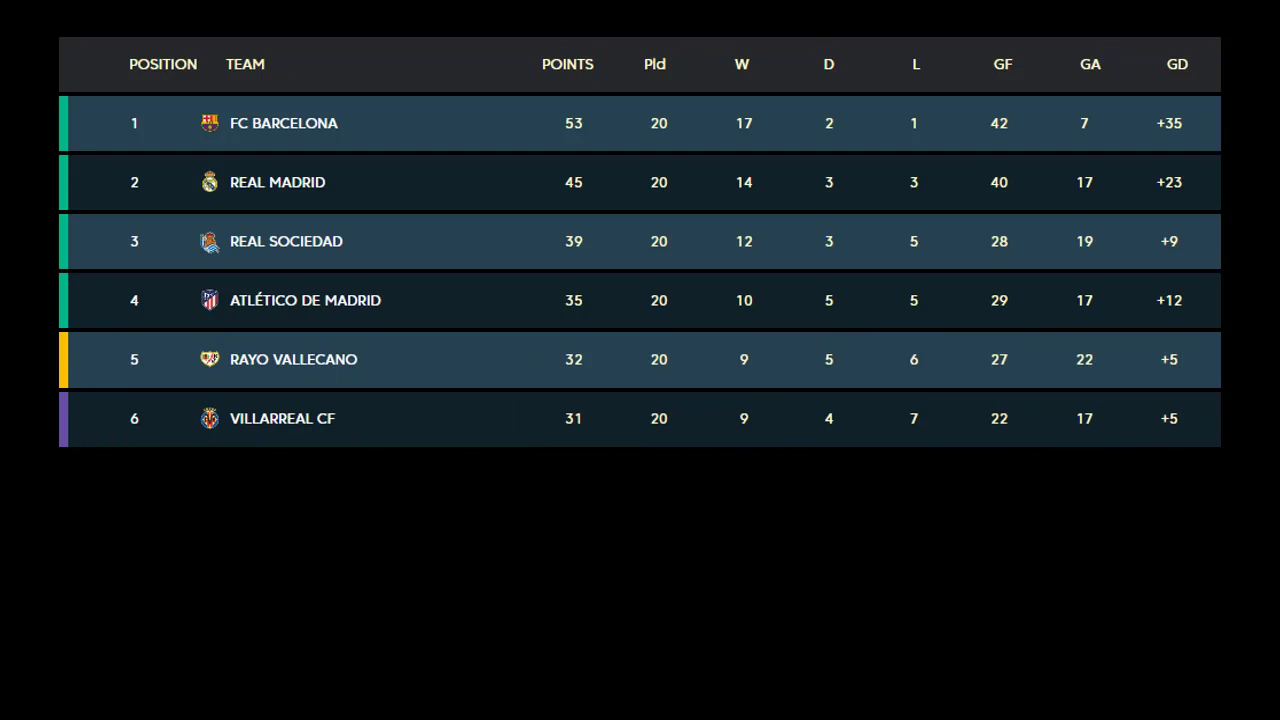 POSITION TEAM POINTS Pld W D L GF GA GD
1 FC BARCELONA 53 20 17 2 1 42 7 +35
2 REAL MADRID 45 20 14 3 3 40 17 +23
3 REAL SOCIEDAD 39 20 12 3 5 28 19 +9
4 ATLÉTICO DE MADRID 35 20 10 5 5 29 17 +12
5 RAYO VALLECANO 32 20 9 5 6 27 22 +5
6 VILLARREAL CF 31 20 9 4 7 22 17 +5